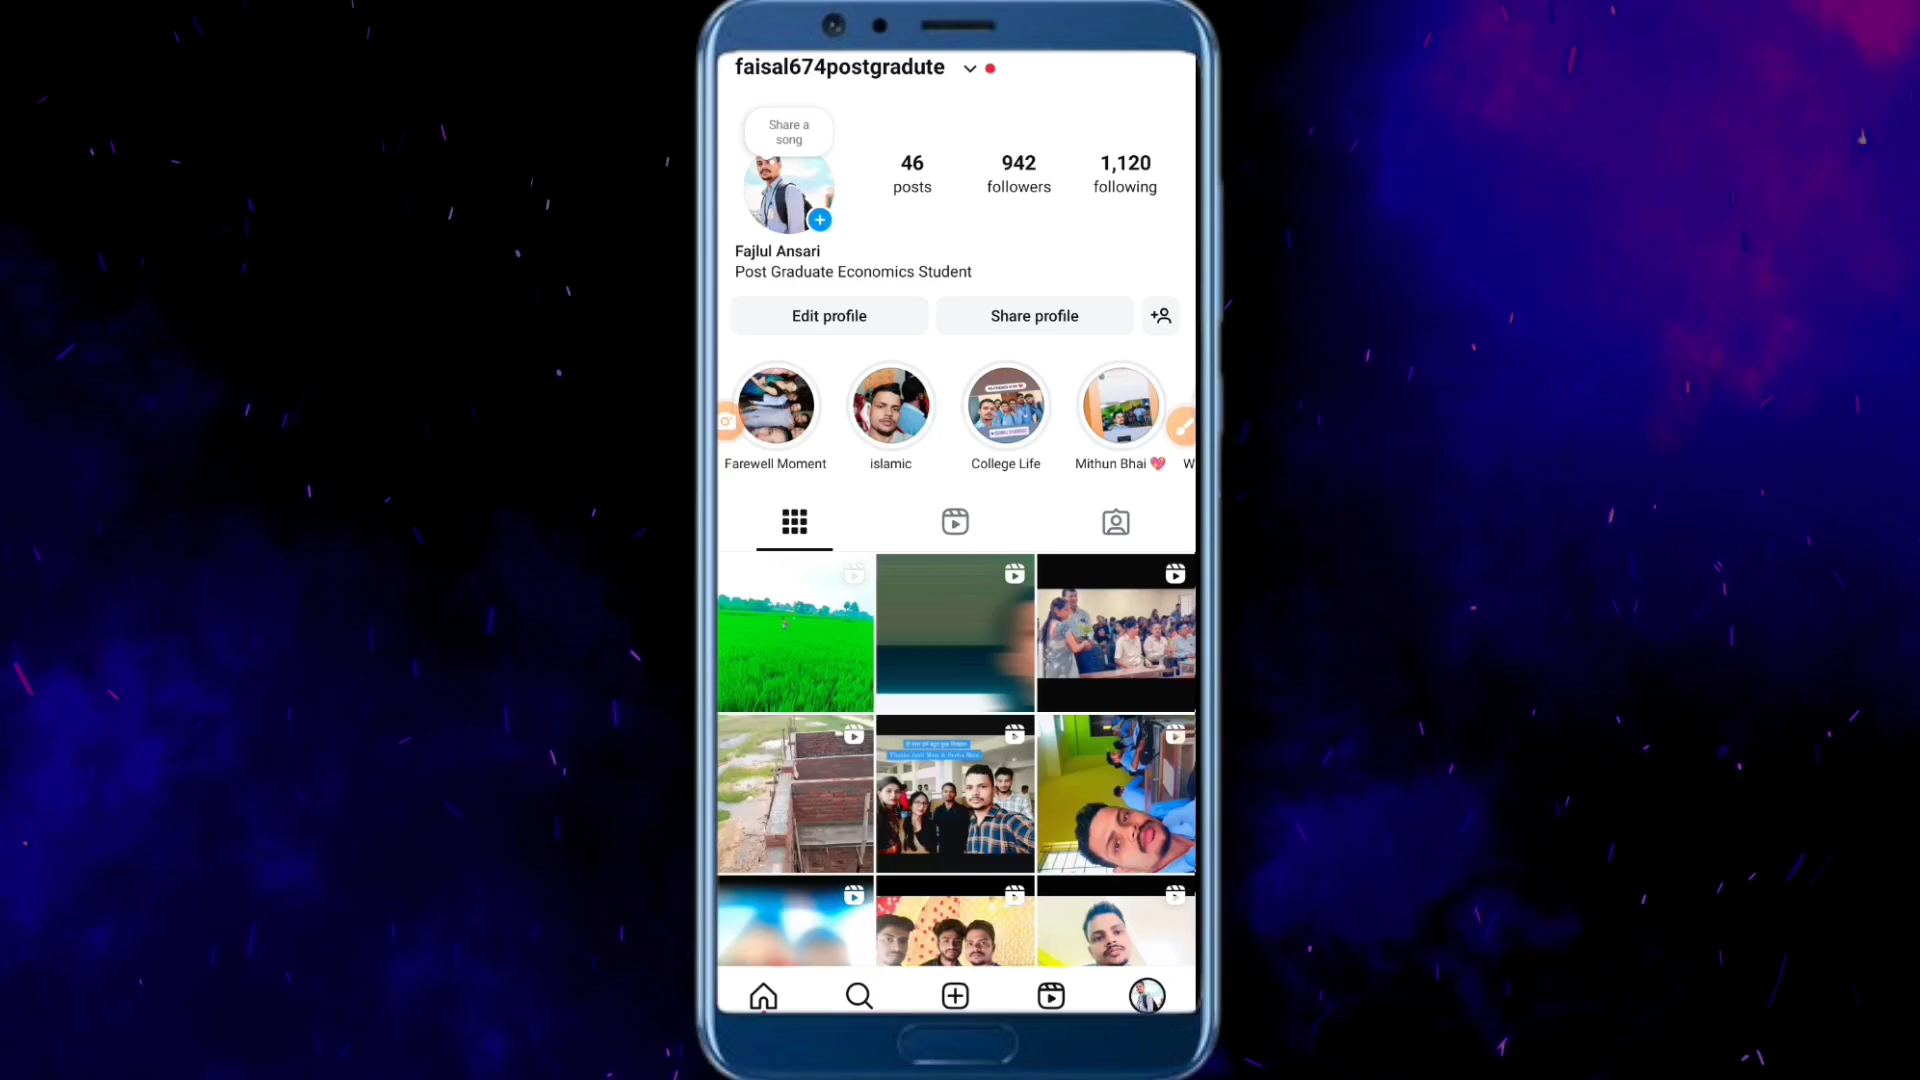 faisal674postgradute
Share a
song
46
posts
942
followers
1,120
following
Fajlul Ansari
Post Graduate Economics Student
Edit profile
Share profile
Farewell Moment
islamic
College Life
Mithun Bhai 💖
W